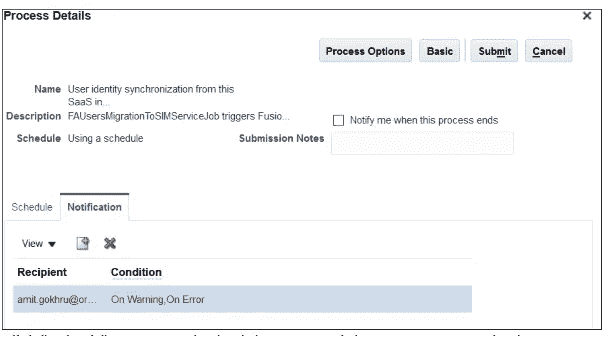 Process Details
Process Options Basic Submit Cancel
Name User identity synchronization from this
SaaS in...
Description FAUsersMigrationToSIMServiceJob triggers Fusio...
Notify me when this process ends
Schedule Using a schedule
Submission Notes
Schedule Notification
View
Recipient Condition
amit.gokhru@or... On Warning,On Error